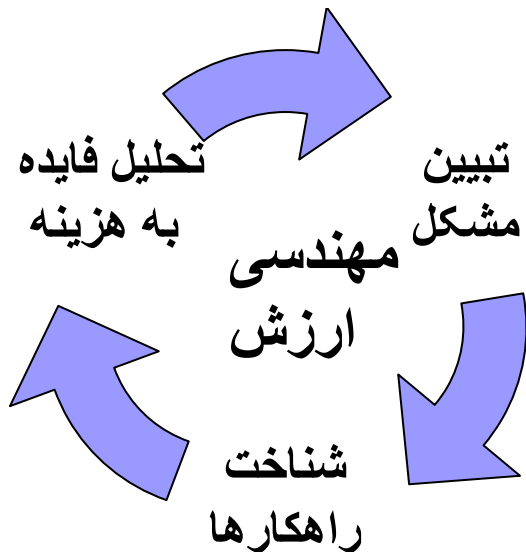 تبیین
مشکل
شناخت
راهکارها
تحلیل فایده
به هزینه
مهندسی
ارزش